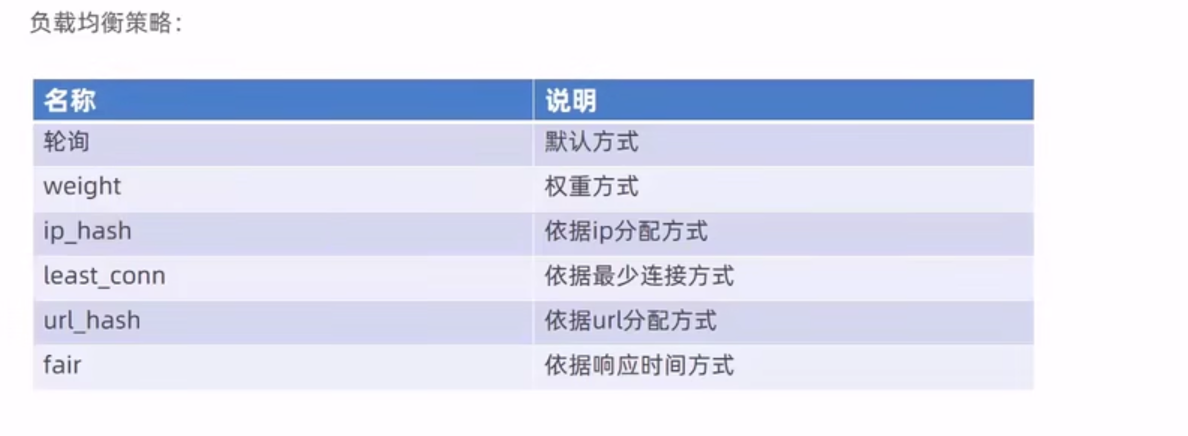 负载均衡策略：
名称 说明
轮询 默认方式
weight 权重方式
ip_hash 依据ip分配方式
least_conn 依据最少连接方式
url_hash 依据url分配方式
fair 依据响应时间方式